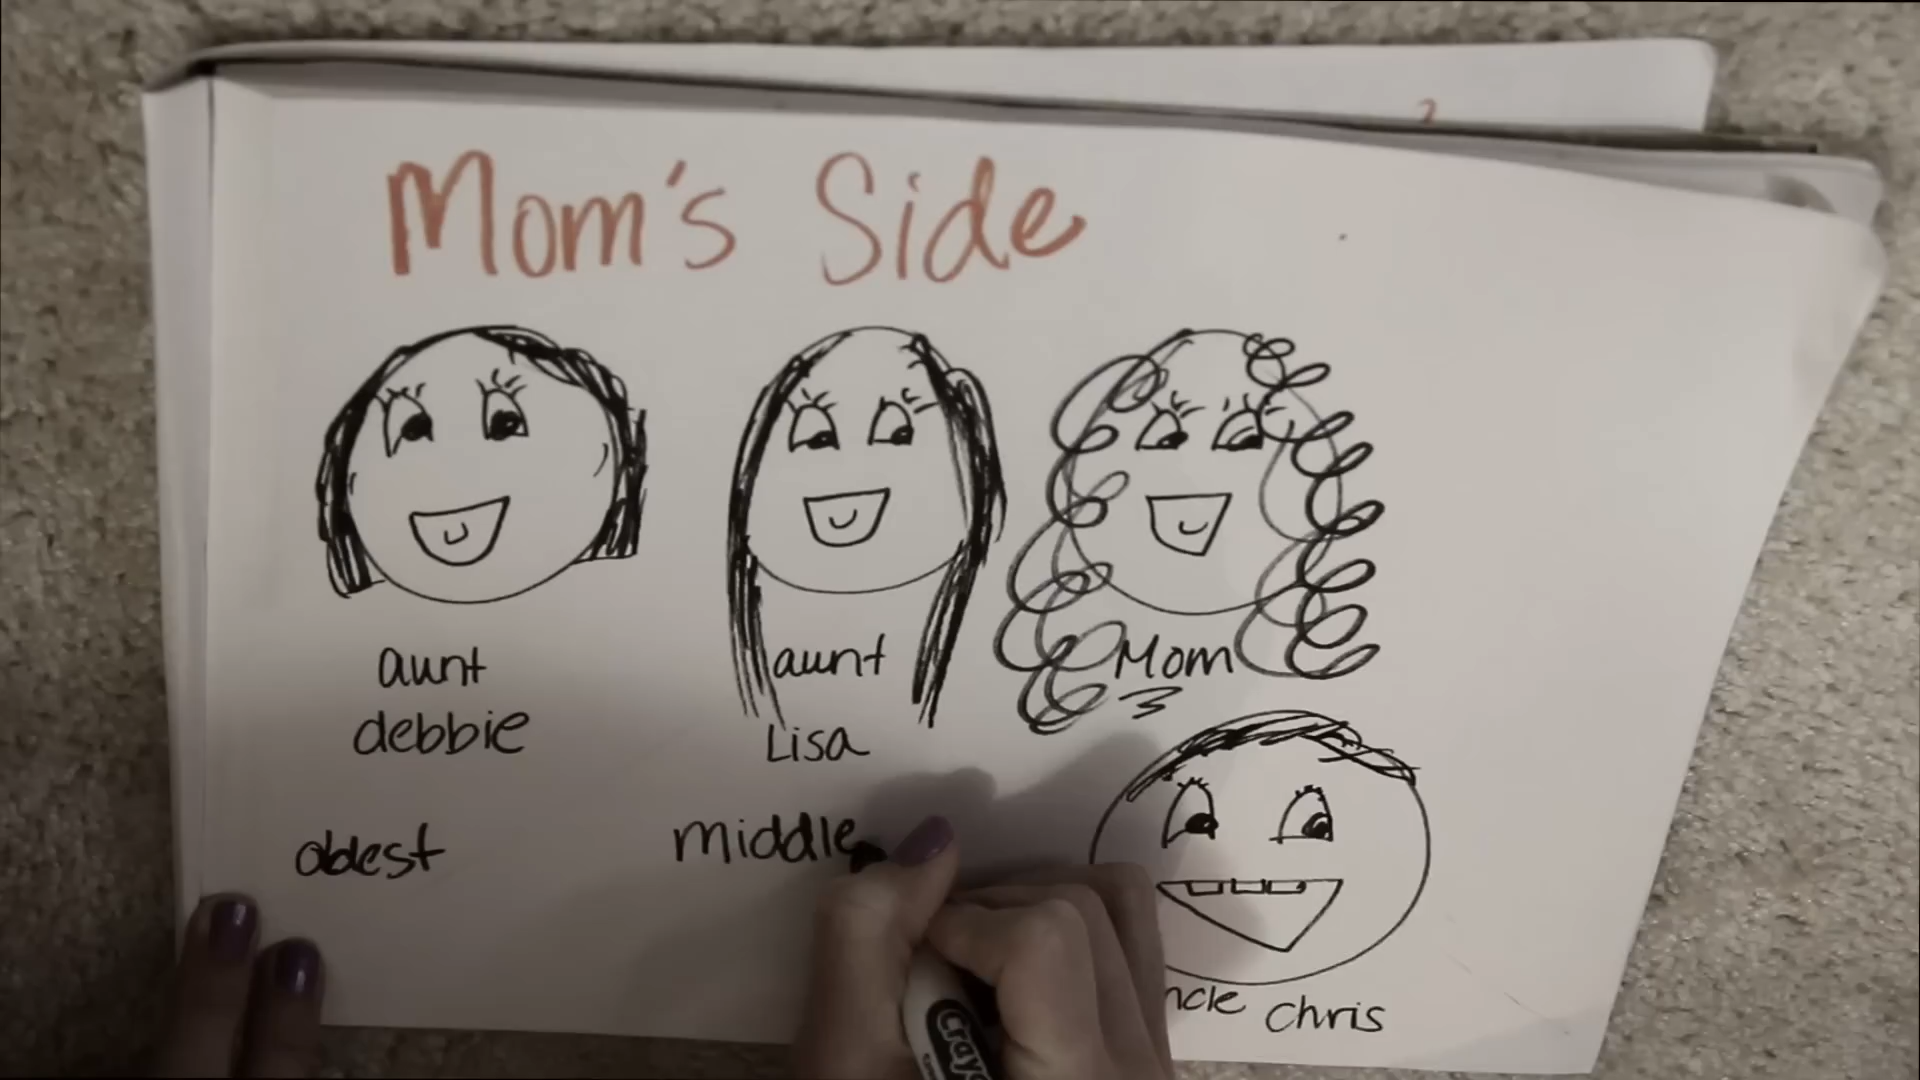 Mom's Side
aunt
debbie
aunt
Lisa
Mom
oldest
middle
Chris